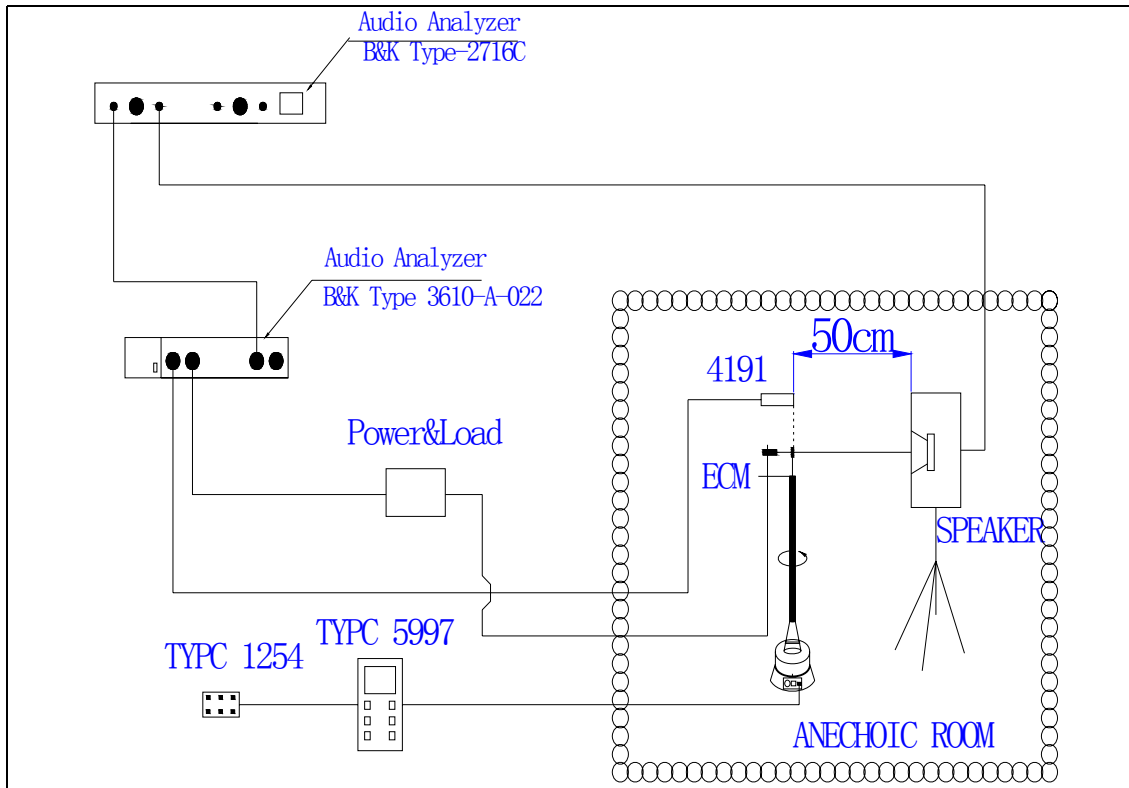 Audio Analyzer
B&K Type-2716C
Audio Analyzer
B&K Type 3610-A-022
50cm
4191
Power&Load
ECM
SPEAKER
TYPC 5997
TYPC 1254
ANECHOIC ROOM